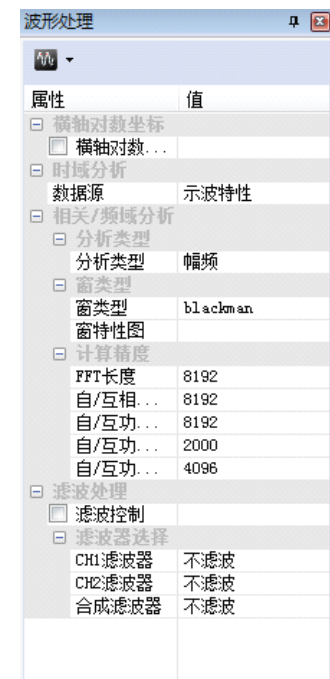 波形处理
属性 值
横轴对数坐标
横轴对数...
时域分析
数据源 示波特性
相关/频域分析
分析类型
分析类型 幅频
窗类型
窗类型 blackman
窗特性图
计算精度
FFT长度 8192
自/互相... 8192
自/互功... 8192
自/互功... 2000
自/互功... 4096
滤波处理
滤波控制
滤波器选择
CH1滤波器 不滤波
CH2滤波器 不滤波
合成滤波器 不滤波